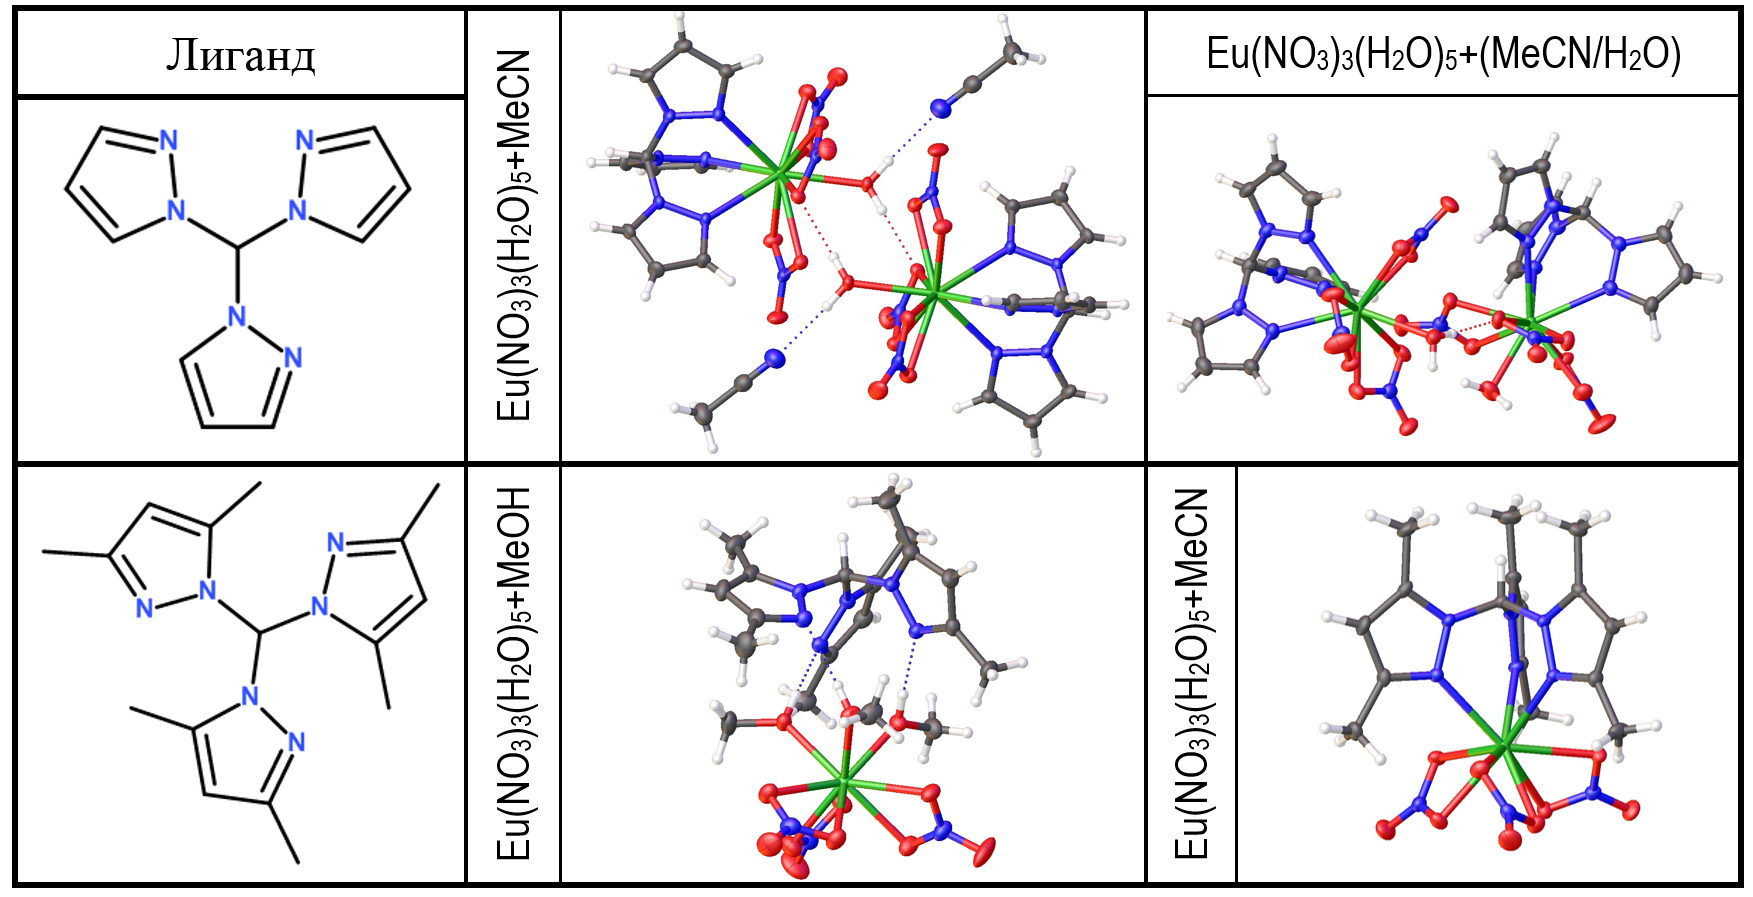 Лиганд
Eu(NO₃)₃(H₂O)₅+MeCN
Eu(NO₃)₃(H₂O)₅+(MeCN/H₂O)
N N
N N
N
N
Eu(NO₃)₃(H₂O)₅+MeOH
Eu(NO₃)₃(H₂O)₅+MeCN
N
N N N
N
N